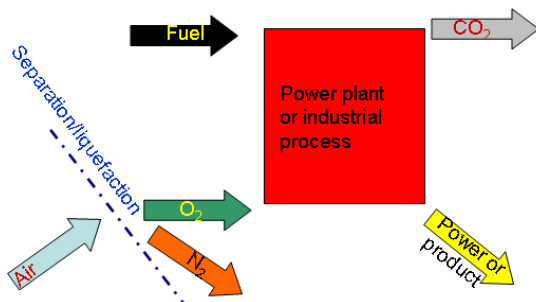 Fuel
CO2
Separation/liquefaction
Power plant
or industrial
process
O2
Air
N2
Power or
product